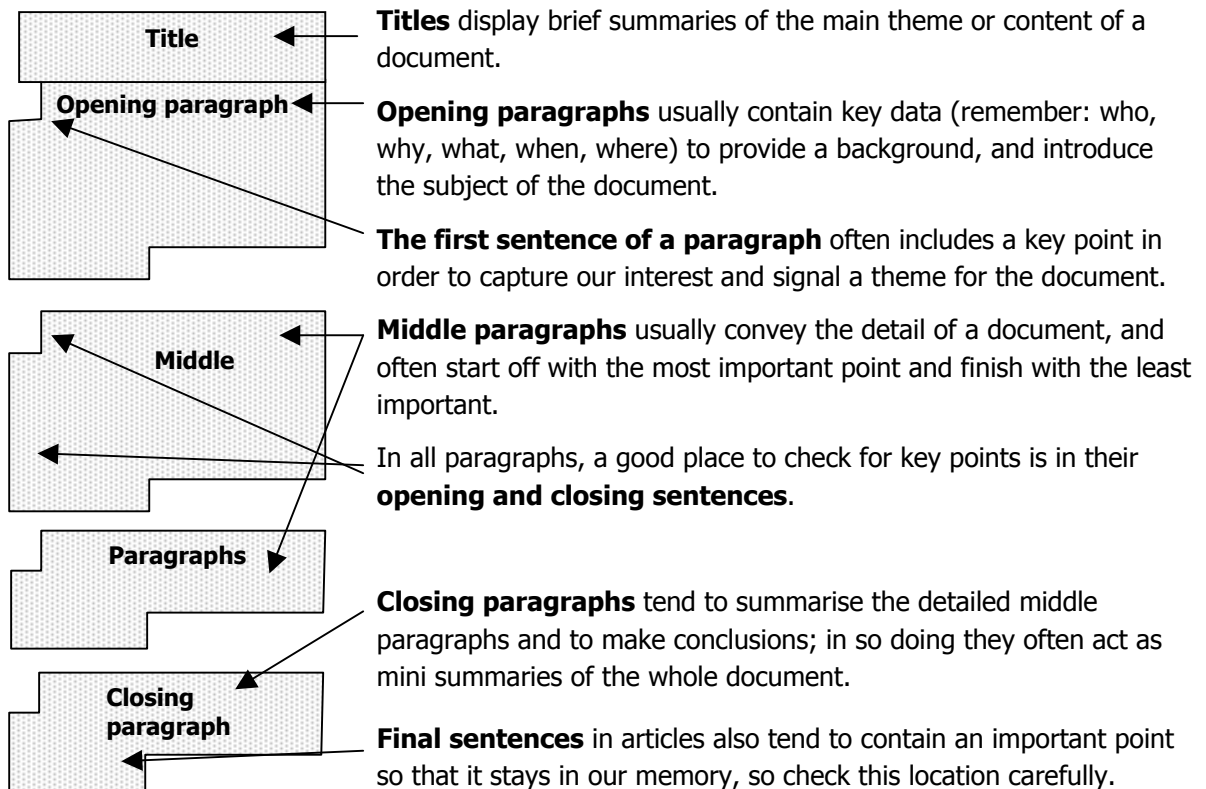 Title
Titles display brief summaries of the main theme or content of a
document.
Opening paragraph
Opening paragraphs usually contain key data (remember: who,
why, what, when, where) to provide a background, and introduce
the subject of the document.
The first sentence of a paragraph often includes a key point in
order to capture our interest and signal a theme for the document.
Middle
Middle paragraphs usually convey the detail of a document, and
often start off with the most important point and finish with the least
important.
In all paragraphs, a good place to check for key points is in their
opening and closing sentences.
Paragraphs
Closing paragraphs tend to summarise the detailed middle
paragraphs and to make conclusions; in so doing they often act as
mini summaries of the whole document.
Closing
paragraph
Final sentences in articles also tend to contain an important point
so that it stays in our memory, so check this location carefully.